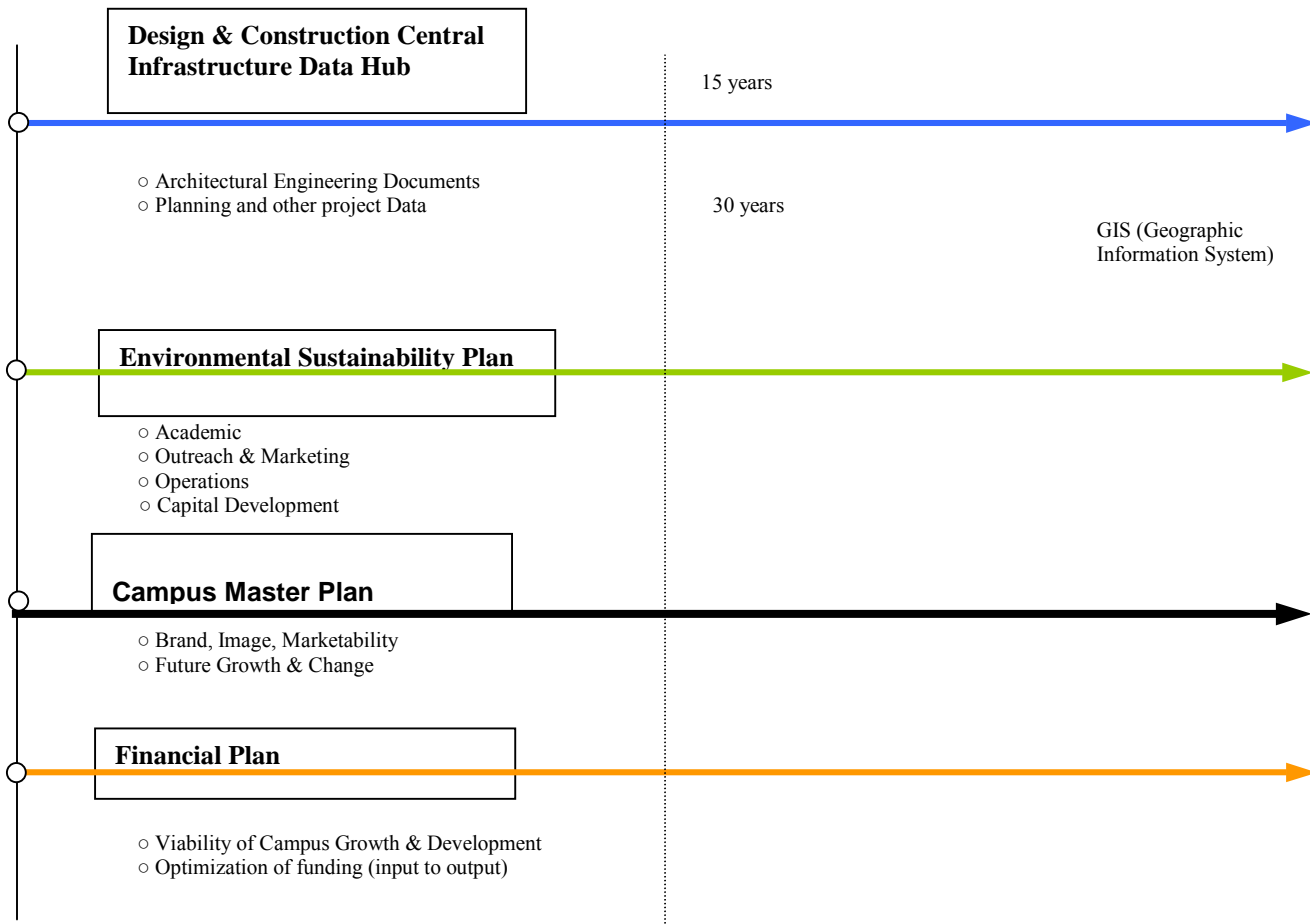 Design & Construction Central
Infrastructure Data Hub
15 years
○ Architectural Engineering Documents
○ Planning and other project Data
30 years
GIS (Geographic
Information System)
Environmental Sustainability Plan
○ Academic
○ Outreach & Marketing
○ Operations
○ Capital Development
Campus Master Plan
○ Brand, Image, Marketability
○ Future Growth & Change
Financial Plan
○ Viability of Campus Growth & Development
○ Optimization of funding (input to output)